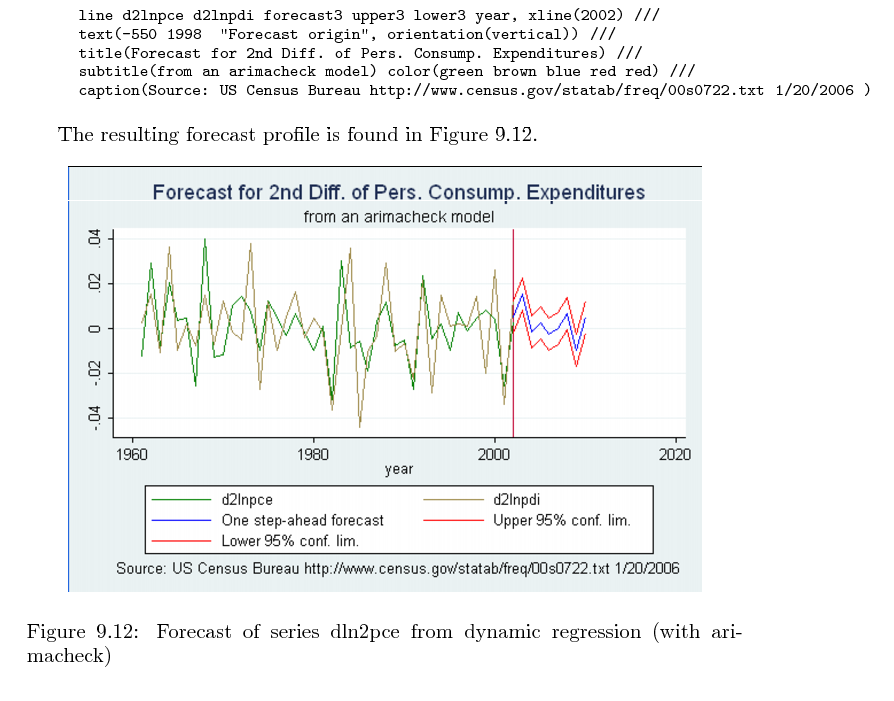 line d2lnpce d2lnpdi forecast3 upper3 lower3 year, xline(2002) ///
text(-550 1998  "Forecast origin", orientation(vertical)) ///
title(Forecast for 2nd Diff. of Pers. Consump. Expenditures) ///
subtitle(from an arimacheck model) color(green brown blue red red) ///
caption(Source: US Census Bureau http://www.census.gov/statab/freq/00s0722.txt 1/20/2006 )
The resulting forecast profile is found in Figure 9.12.
Forecast for 2nd Diff. of Pers. Consump. Expenditures
from an arimacheck model
.04
.02
0
-.02
-.04
1960 1980 2000 2020
year
d2lnpce d2lnpdi
One step-ahead forecast Upper 95% conf. lim.
Lower 95% conf. lim.
Source: US Census Bureau http://www.census.gov/statab/freq/00s0722.txt 1/20/2006
Figure 9.12: Forecast of series dln2pce from dynamic regression (with ari-
macheck)